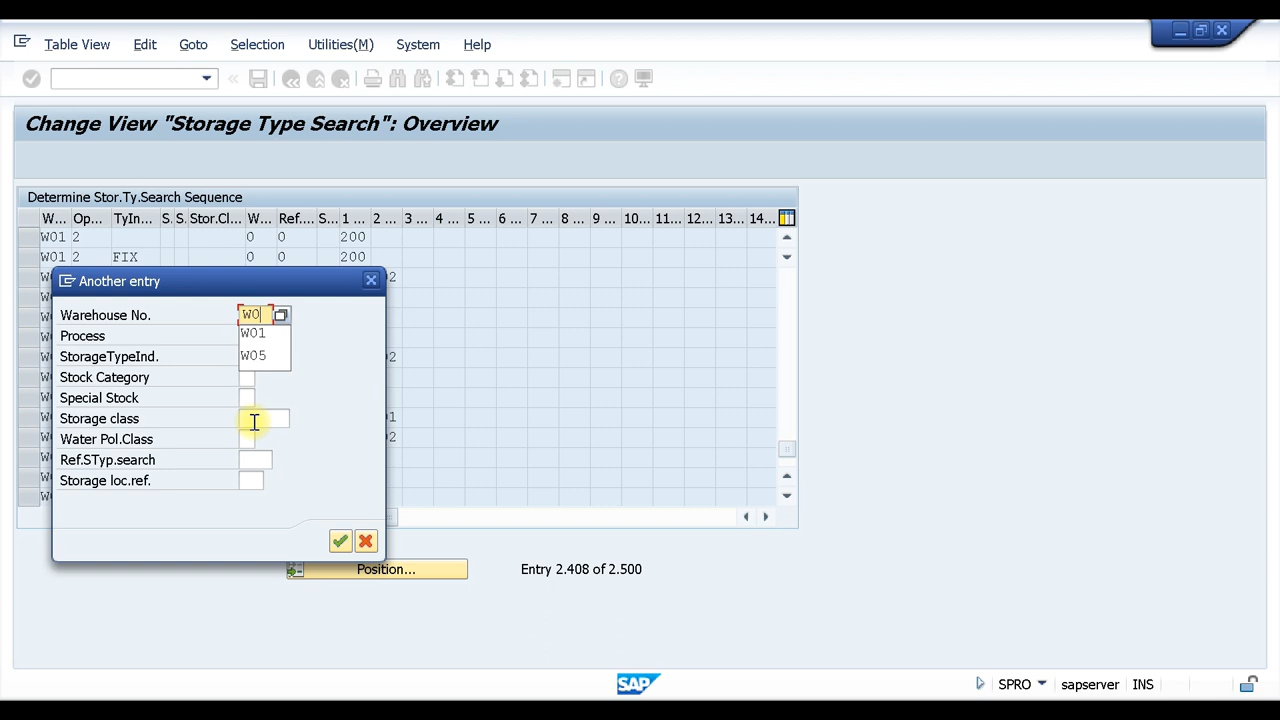 Table View Edit Goto Selection Utilities(M) System Help
Change View "Storage Type Search": Overview
Determine Stor.Ty.Search Sequence
W... Op... TyIn... S. S. Stor.Cl... W... Ref.... S... 1 ... 2 ... 3 ... 4 ... 5 ... 6 ... 7 ... 8 ... 9 ... 10... 11... 12... 13... 14...
W01 2 0 0 200
W01 2 FIX 0 0 200
Another entry
Warehouse No. W0
W01
Process
W05
StorageTypeInd.
Stock Category
Special Stock
Storage class
Water Pol.Class
Ref.STyp.search
Storage loc.ref.
Position... Entry 2.408 of 2.500
SAP SPRO sapserver INS